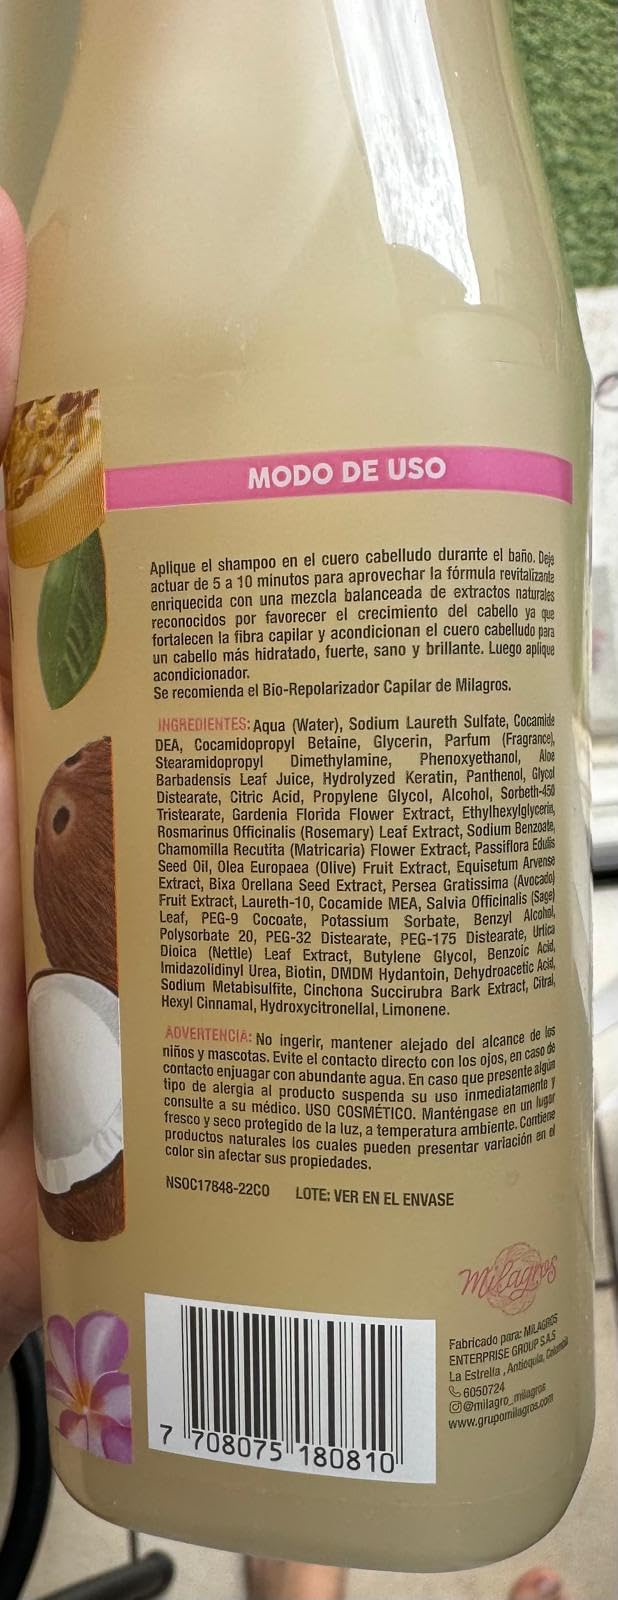 MODO DE USO
Aplique el shampoo en el cuero cabelludo durante el baño. Deje
actuar de 5 a 10 minutos para aprovechar la fórmula revitalizante
enriquecida con una mezcla balanceada de extractos naturales
reconocidos por favorecer el crecimiento del cabello ya que
fortalecen la fibra capilar y acondicionan el cuero cabelludo para
un cabello más hidratado, fuerte, sano y brillante. Luego aplique
acondicionador.
Se recomienda el Bio-Repolarizador Capilar de Milagros.
INGREDIENTES: Aqua (Water), Sodium Laureth Sulfate, Cocamide
DEA, Cocamidopropyl Betaine, Glycerin, Parfum (Fragrance),
Stearamidopropyl Dimethylamine, Phenoxyethanol, Aloe
Barbadensis Leaf Juice, Hydrolyzed Keratin, Panthenol, Glycol
Distearate, Citric Acid, Propylene Glycol, Alcohol, Sorbeth-450
Tristearate, Gardenia Florida Flower Extract, Ethylhexylglycerin,
Rosmarinus Officinalis (Rosemary) Leaf Extract, Sodium Benzoate,
Chamomilla Recutita (Matricaria) Flower Extract, Passiflora Edulis
Seed Oil, Olea Europaea (Olive) Fruit Extract, Equisetum Arvense
Extract, Bixa Orellana Seed Extract, Persea Gratissima (Avocado)
Fruit Extract, Laureth-10, Cocamide MEA, Salvia Officinalis (Sage)
Leaf, PEG-9 Cocoate, Potassium Sorbate, Benzyl Alcohol,
Polysorbate 20, PEG-32 Distearate, PEG-175 Distearate, Urtica
Dioica (Nettle) Leaf Extract, Butylene Glycol, Benzoic Acid,
Imidazolidinyl Urea, Biotin, DMDM Hydantoin, Dehydroacetic Acid,
Sodium Metabisulfite, Cinchona Succirubra Bark Extract, Citral,
Hexyl Cinnamal, Hydroxycitronellal, Limonene.
ADVERTENCIA: No ingerir, mantener alejado del alcance de los
niños y mascotas. Evite el contacto directo con los ojos, en caso de
contacto enjuagar con abundante agua. En caso que presente algún
tipo de alergia al producto suspenda su uso inmediatamente y
consulte a su médico. USO COSMÉTICO. Manténgase en un lugar
fresco y seco protegido de la luz, a temperatura ambiente. Contiene
productos naturales los cuales pueden presentar variación en el
color sin afectar sus propiedades.
NSOC17848-22CO LOTE: VER EN EL ENVASE
Milagros
Fabricado para: MILAGROS
ENTERPRISE GROUP S.A.S
La Estrella , Antioquia, Colombia
6050724
@milagro_milagros
www.grupomilagros.com
7 708075 180810